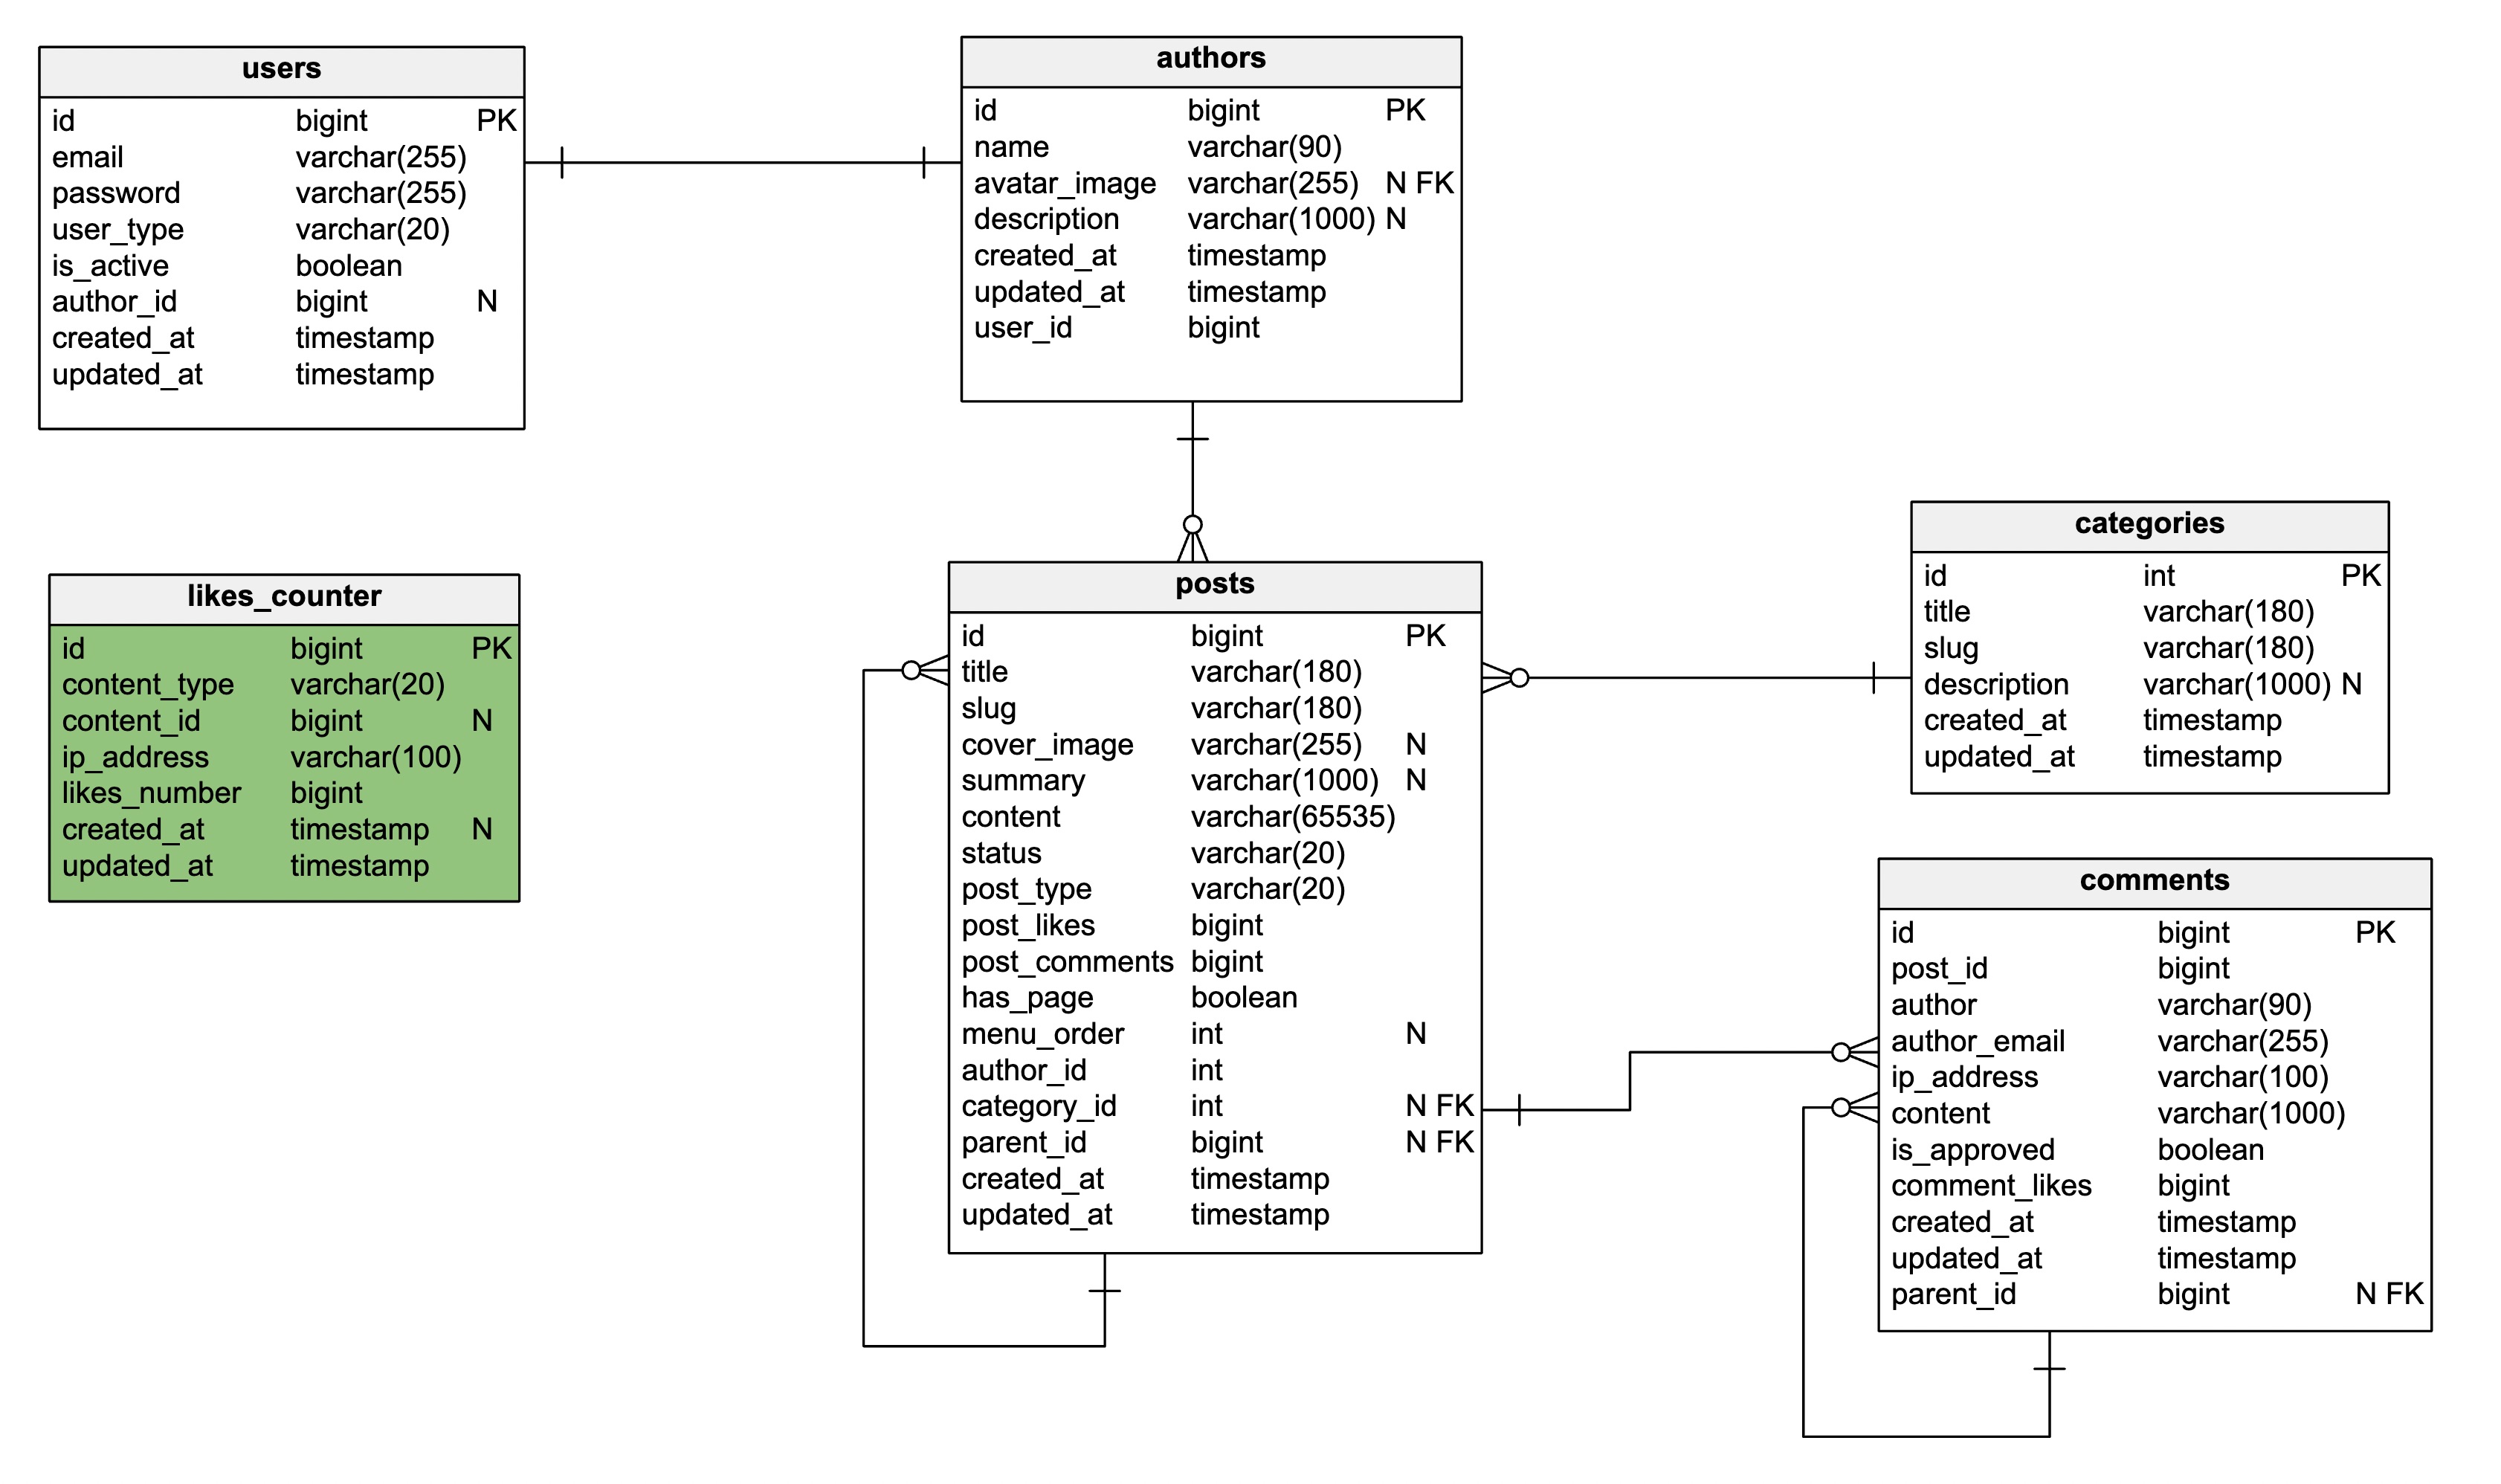 users
id bigint PK
email varchar(255)
password varchar(255)
user_type varchar(20)
is_active boolean
author_id bigint N
created_at timestamp
updated_at timestamp
authors
id bigint PK
name varchar(90)
avatar_image varchar(255) N FK
description varchar(1000) N
created_at timestamp
updated_at timestamp
user_id bigint
likes_counter
id bigint PK
content_type varchar(20)
content_id bigint N
ip_address varchar(100)
likes_number bigint
created_at timestamp N
updated_at timestamp
posts
id bigint PK
title varchar(180)
slug varchar(180)
cover_image varchar(255) N
summary varchar(1000) N
content varchar(65535)
status varchar(20)
post_type varchar(20)
post_likes bigint
post_comments bigint
has_page boolean
menu_order int N
author_id int
category_id int N FK
parent_id bigint N FK
created_at timestamp
updated_at timestamp
categories
id int PK
title varchar(180)
slug varchar(180)
description varchar(1000) N
created_at timestamp
updated_at timestamp
comments
id bigint PK
post_id bigint
author varchar(90)
author_email varchar(255)
ip_address varchar(100)
content varchar(1000)
is_approved boolean
comment_likes bigint
created_at timestamp
updated_at timestamp
parent_id bigint N FK